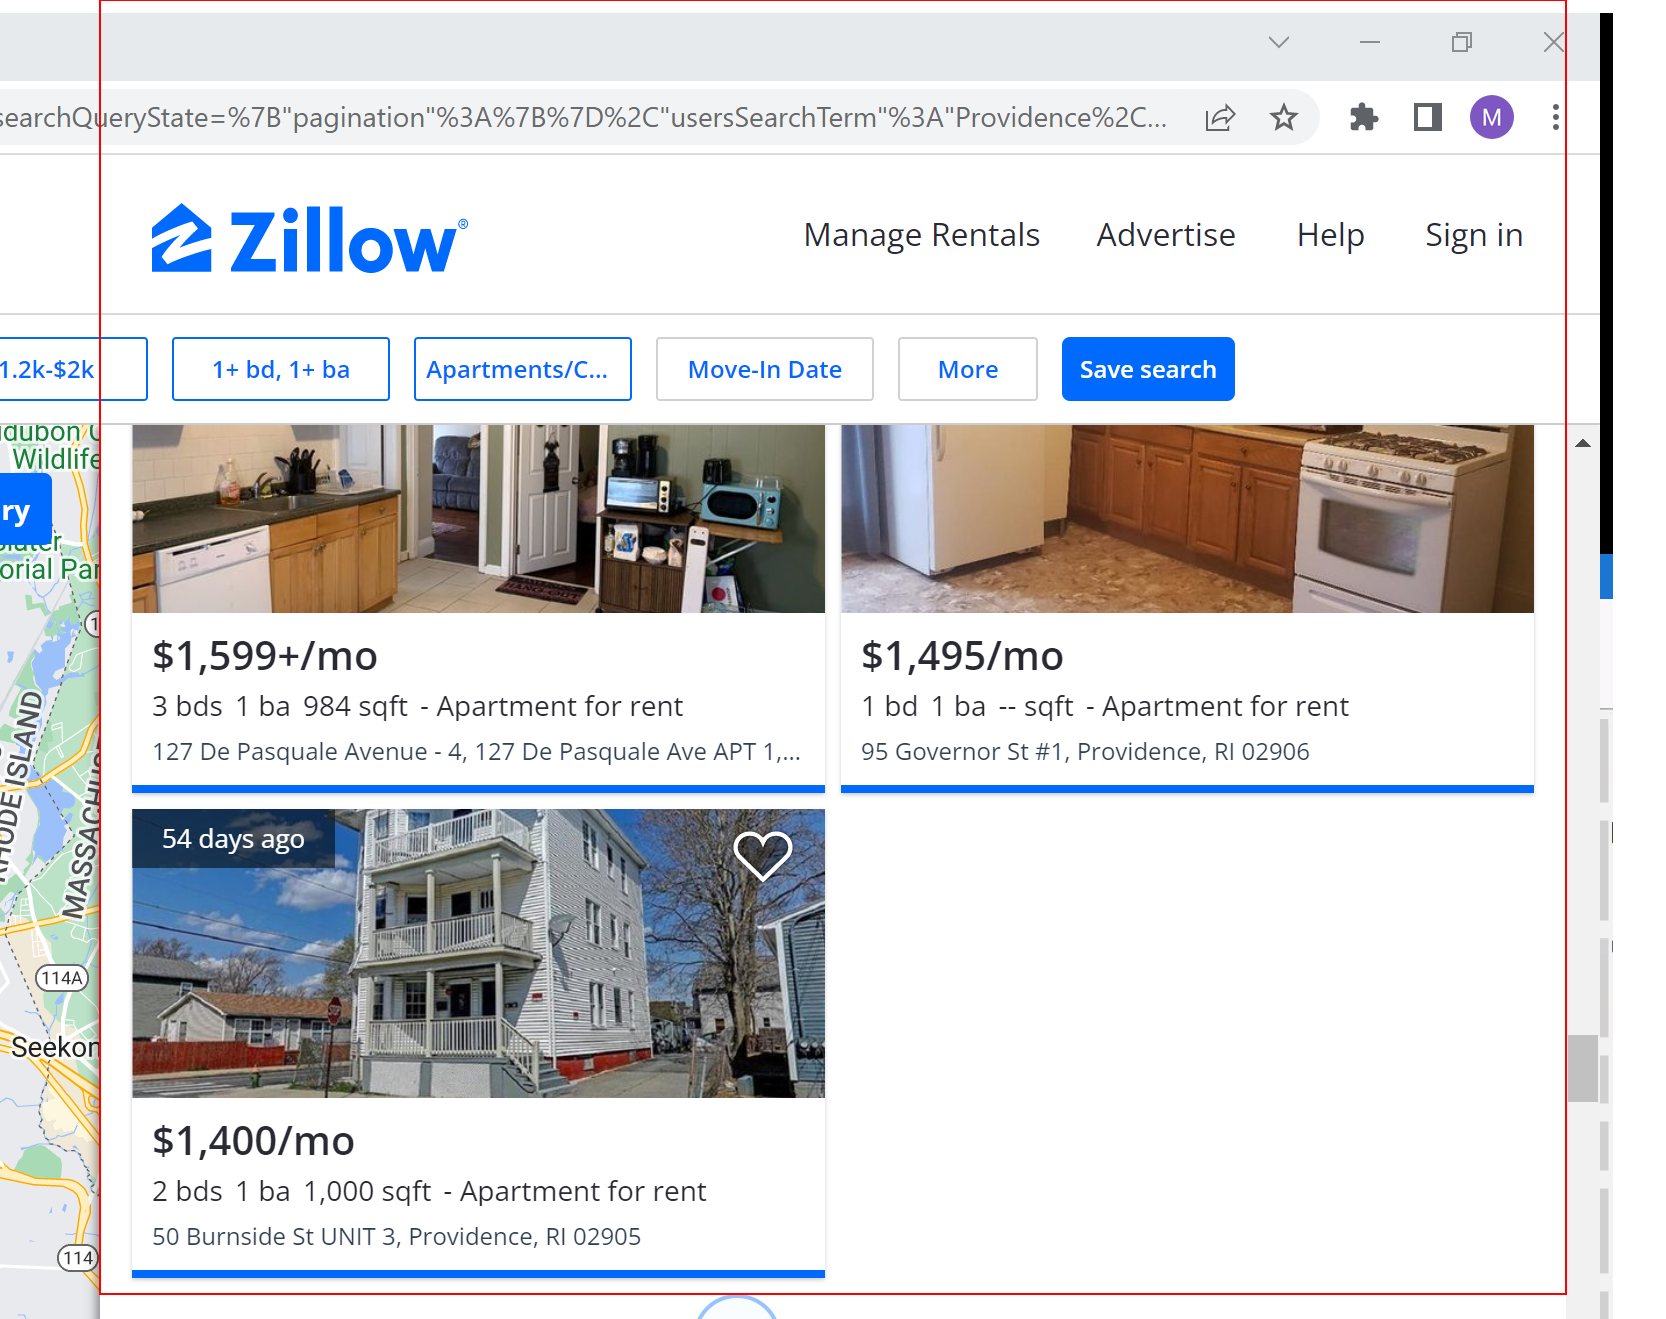 searchQueryState=%7B"pagination"%3A%7B%7D%2C"usersSearchTerm"%3A"Providence%2C...
M
Zillow®
Manage Rentals Advertise Help Sign in
1.2k-$2k
1+ bd, 1+ ba
Apartments/C...
Move-In Date
More
Save search
Wildlife
ry
orial Par
RHODE ISLAND
MASSACHUS
114A
Seekon
114
$1,599+/mo
3 bds 1 ba 984 sqft - Apartment for rent
127 De Pasquale Avenue - 4, 127 De Pasquale Ave APT 1,...
$1,495/mo
1 bd 1 ba -- sqft - Apartment for rent
95 Governor St #1, Providence, RI 02906
54 days ago
$1,400/mo
2 bds 1 ba 1,000 sqft - Apartment for rent
50 Burnside St UNIT 3, Providence, RI 02905